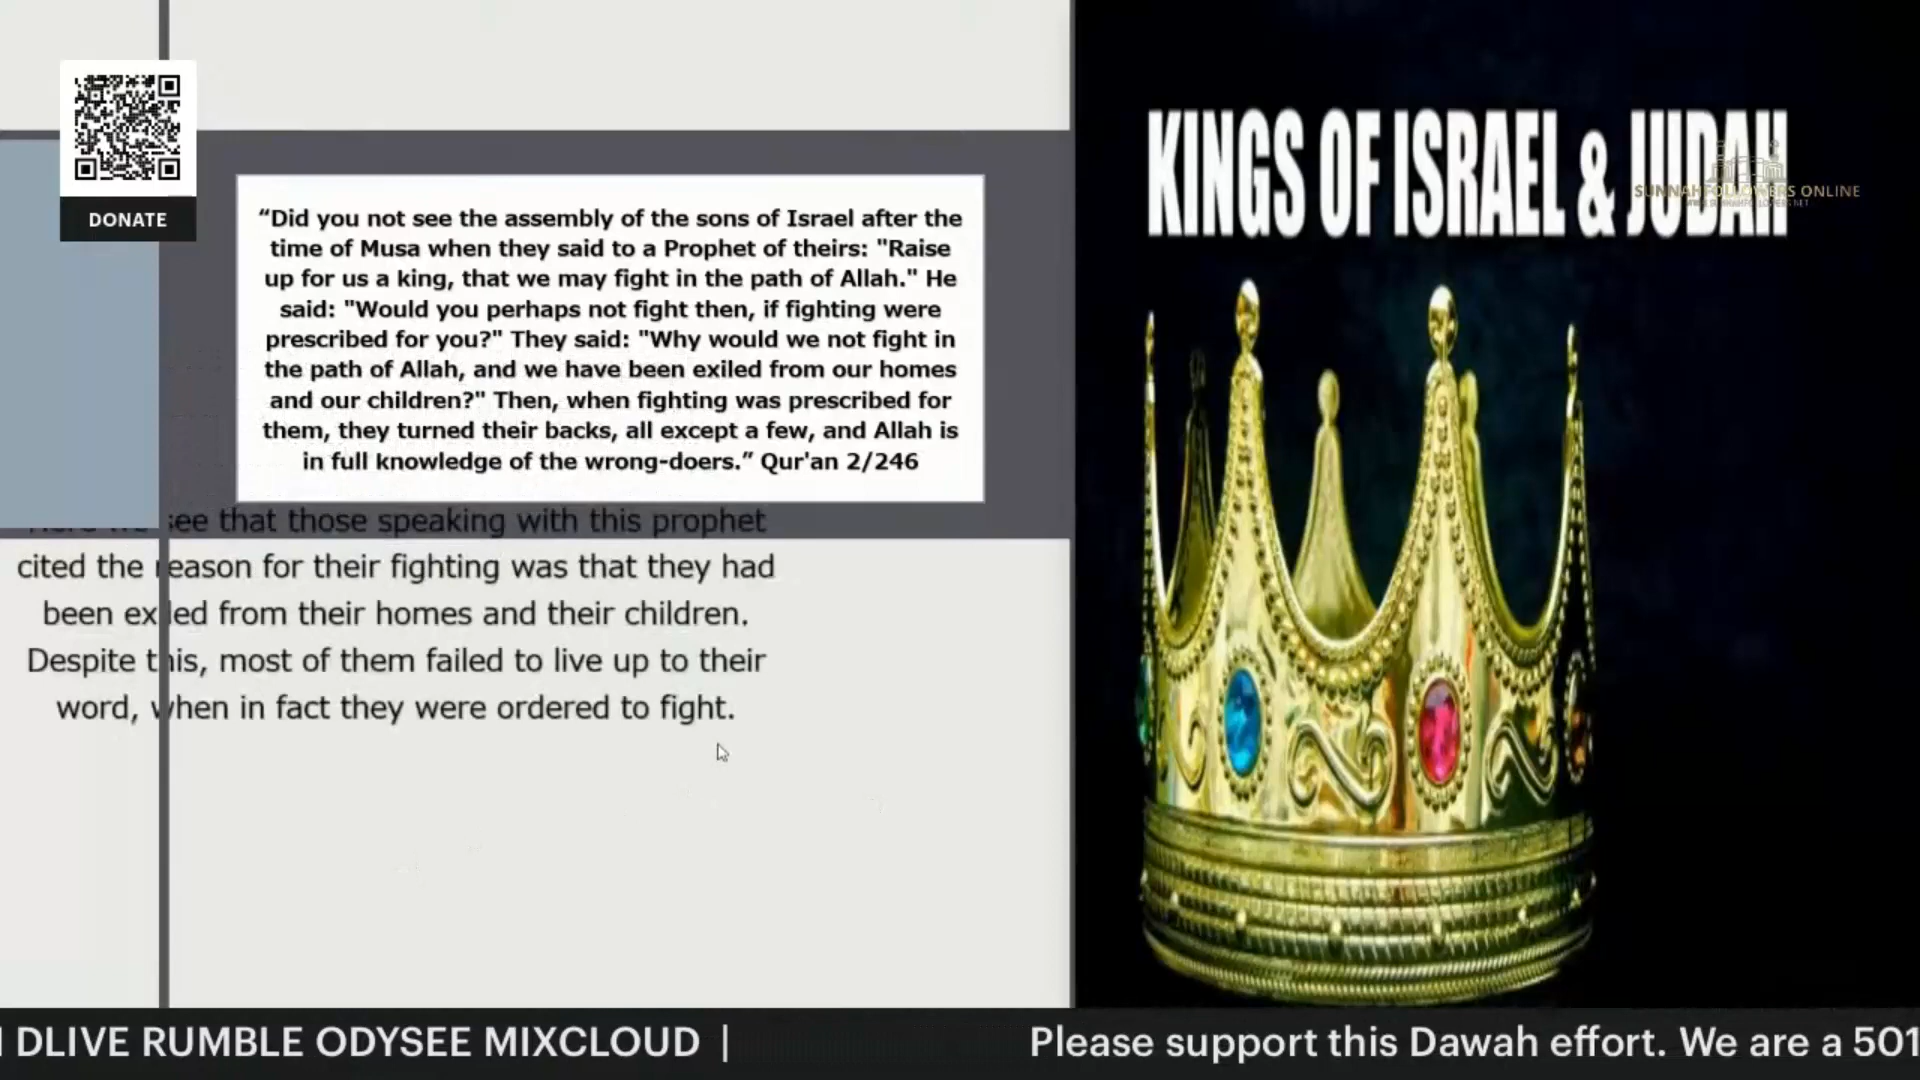 DONATE
“Did you not see the assembly of the sons of Israel after the
time of Musa when they said to a Prophet of theirs: "Raise
up for us a king, that we may fight in the path of Allah." He
said: "Would you perhaps not fight then, if fighting were
prescribed for you?" They said: "Why would we not fight in
the path of Allah, and we have been exiled from our homes
and our children?" Then, when fighting was prescribed for
them, they turned their backs, all except a few, and Allah is
in full knowledge of the wrong-doers.” Qur'an 2/246
see that those speaking with this prophet
cited the reason for their fighting was that they had
been exiled from their homes and their children.
Despite this, most of them failed to live up to their
word, when in fact they were ordered to fight.
KINGS OF ISRAEL & JUDAH
SUNNAHFOLLOWERS ONLINE
DLIVE RUMBLE ODYSEE MIXCLOUD | Please support this Dawah effort. We are a 501